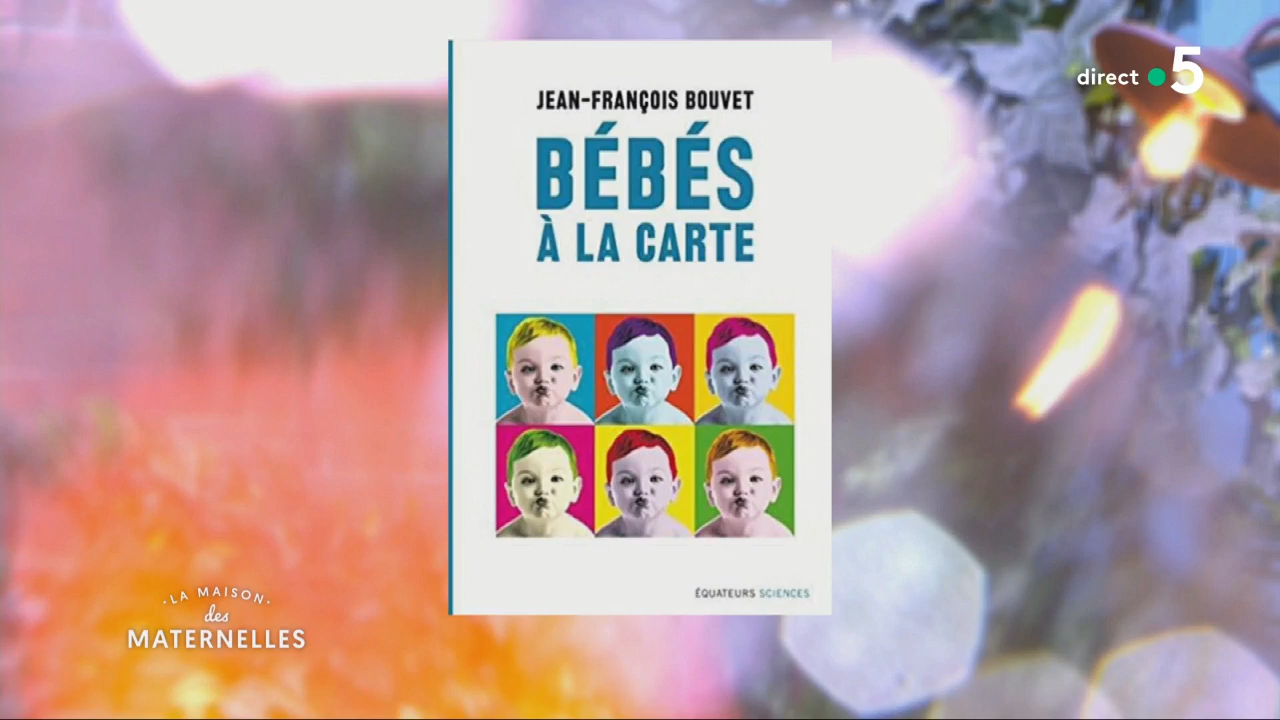 direct 5
JEAN-FRANÇOIS BOUVET
BÉBÉS
À LA CARTE
ÉQUATEURS SCIENCES
·LA MAISON·
des
MATERNELLES